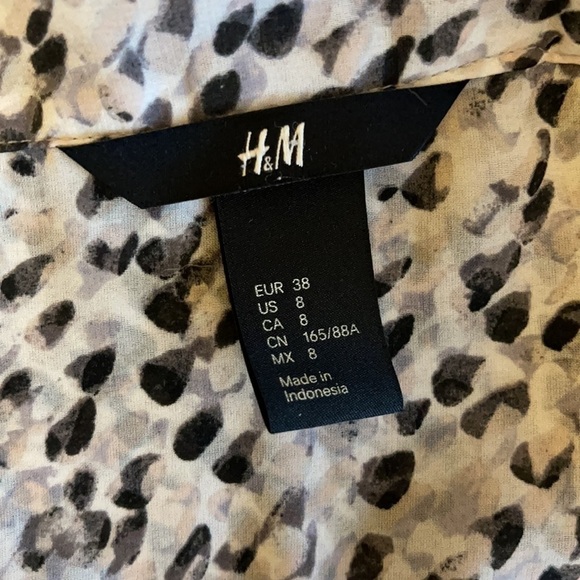 H&M
EUR 38
US 8
CA 8
CN 165/88A
MX 8
Made in
Indonesia